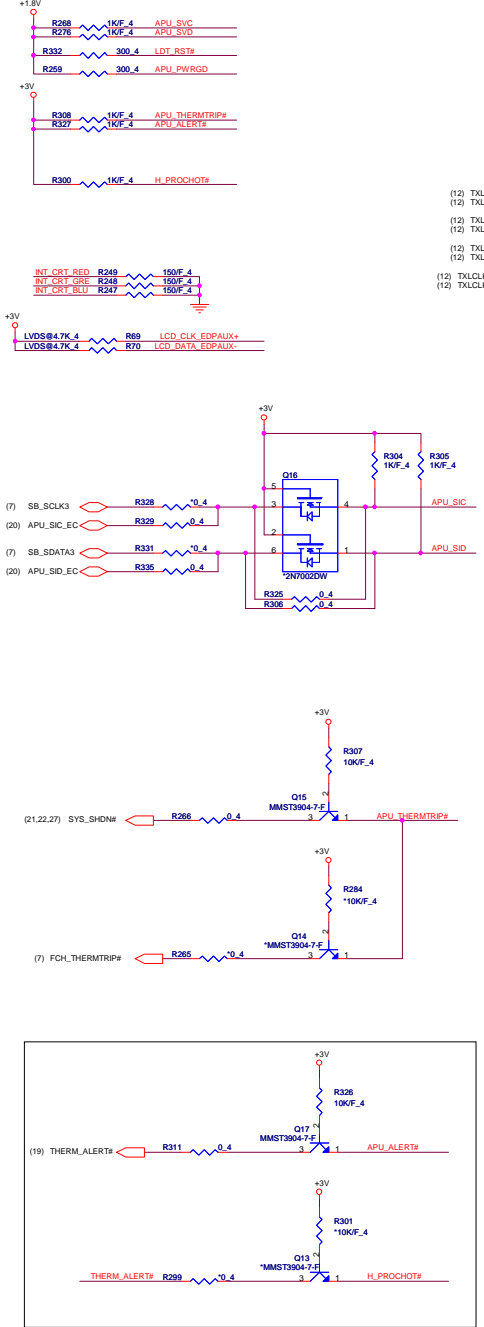 +1.8V
R268 1K/F_4 APU_SVC
R276 1K/F_4 APU_SVD
R332 300_4 LDT_RST#
R259 300_4 APU_PWRGD
+3V
R308 1K/F_4 APU_THERMTRIP#
R327 1K/F_4 APU_ALERT#
R300 1K/F_4 H_PROCHOT#
(12) TXL
(12) TXL
(12) TXL
(12) TXL
(12) TXL
(12) TXL
(12) TXLCLK
(12) TXLCLK
INT_CRT_RED R249 150/F_4
INT_CRT_GRE R248 150/F_4
INT_CRT_BLU R247 150/F_4
+3V
LVDS@4.7K_4 R69 LCD_CLK_EDPAUX+
LVDS@4.7K_4 R70 LCD_DATA_EDPAUX-
+3V
R304 R305
1K/F_4 1K/F_4
Q16
5
(7) SB_SCLK3 R328 *0_4 3 4 APU_SIC
(20) APU_SIC_EC R329 0_4
2
(7) SB_SDATA3 R331 *0_4 6 1 APU_SID
(20) APU_SID_EC R335 0_4
*2N7002DW
R325 0_4
R306 0_4
+3V
R307
10K/F_4
Q15 2
MMST3904-7-F
(21,22,27) SYS_SHDN# R266 0_4 3 1 APU_THERMTRIP#
+3V
R284
*10K/F_4
Q14 2
*MMST3904-7-F
(7) FCH_THERMTRIP# R265 *0_4 3 1
+3V
R326
10K/F_4
Q17 2
MMST3904-7-F
(19) THERM_ALERT# R311 0_4 3 1 APU_ALERT#
+3V
R301
*10K/F_4
Q13 2
*MMST3904-7-F
THERM_ALERT# R299 *0_4 3 1 H_PROCHOT#